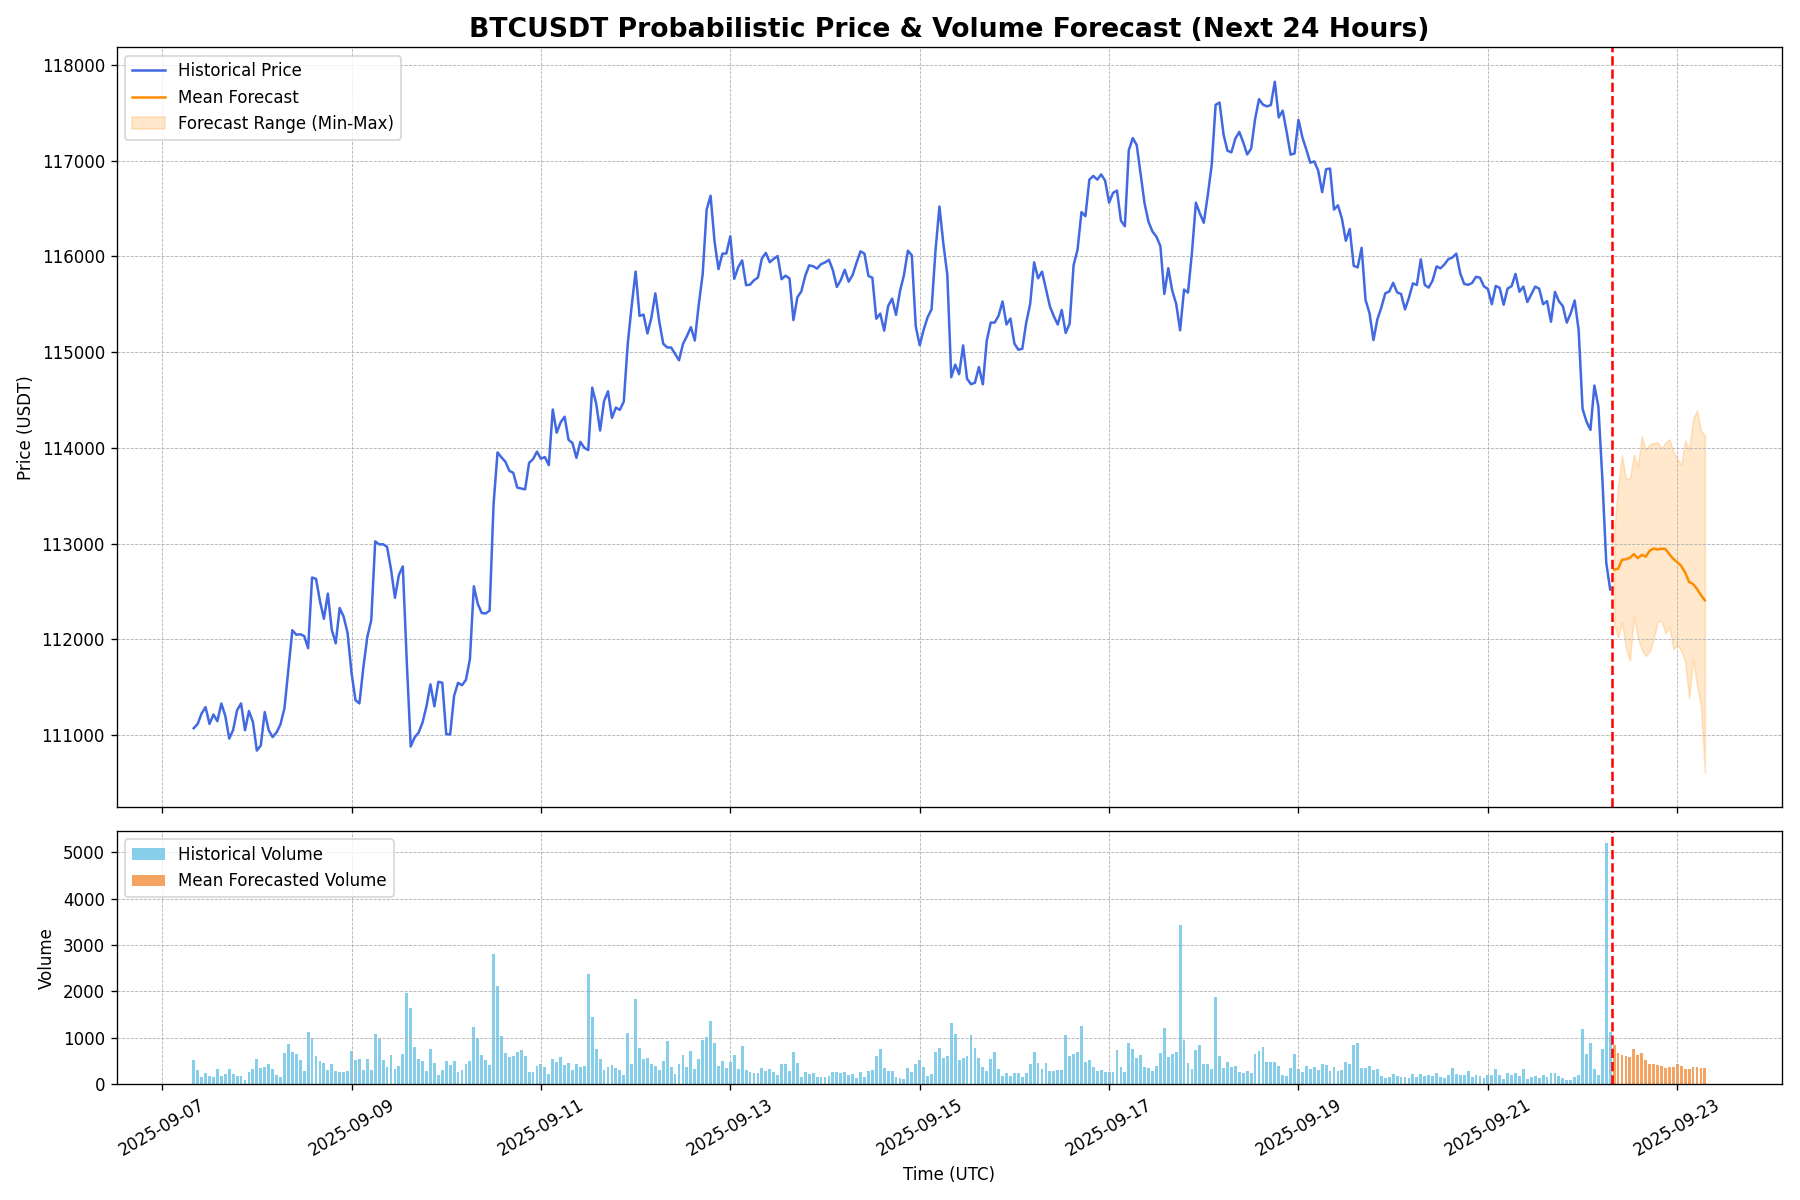 BTCUSDT Probabilistic Price & Volume Forecast (Next 24 Hours)
Historical Price
Mean Forecast
Forecast Range (Min-Max)
118000
117000
116000
115000
114000
113000
112000
111000
Price (USDT)
Historical Volume
Mean Forecasted Volume
5000
4000
3000
2000
1000
0
Volume
2025-09-07
2025-09-09
2025-09-11
2025-09-13
2025-09-15
2025-09-17
2025-09-19
2025-09-21
2025-09-23
Time (UTC)